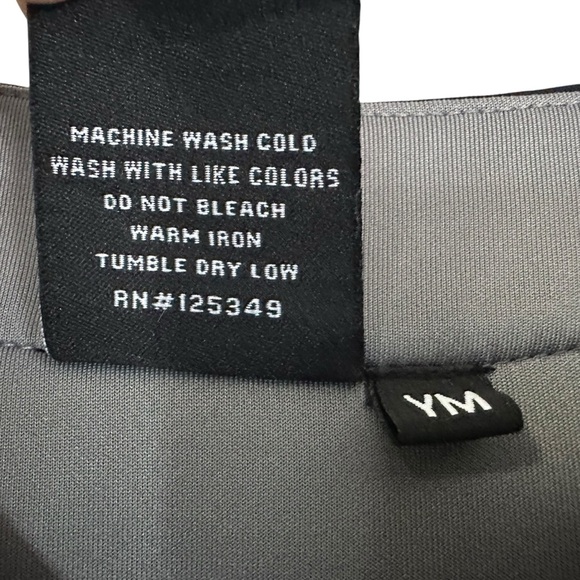 MACHINE WASH COLD
WASH WITH LIKE COLORS
DO NOT BLEACH
WARM IRON
TUMBLE DRY LOW
RN#125349
YM